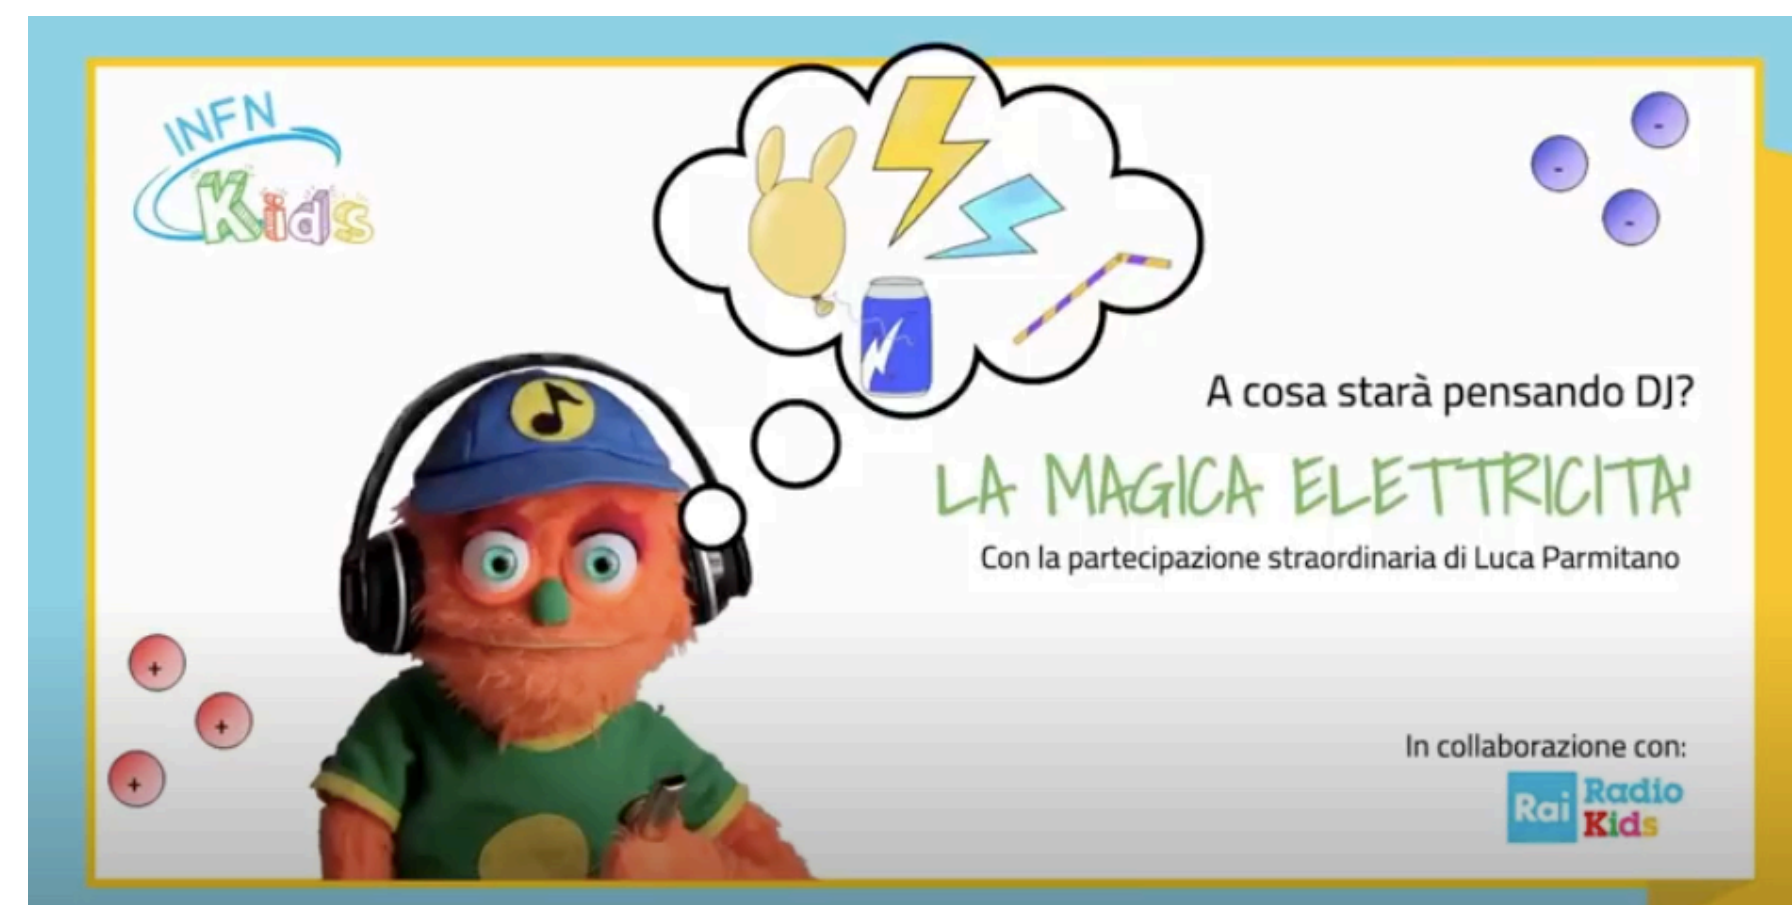 INFN
Kids
A cosa starà pensando DJ?
LA MAGICA ELETTRICITA'
Con la partecipazione straordinaria di Luca Parmitano
In collaborazione con:
Rai Radio
Kids
-
-
-
+
+
+